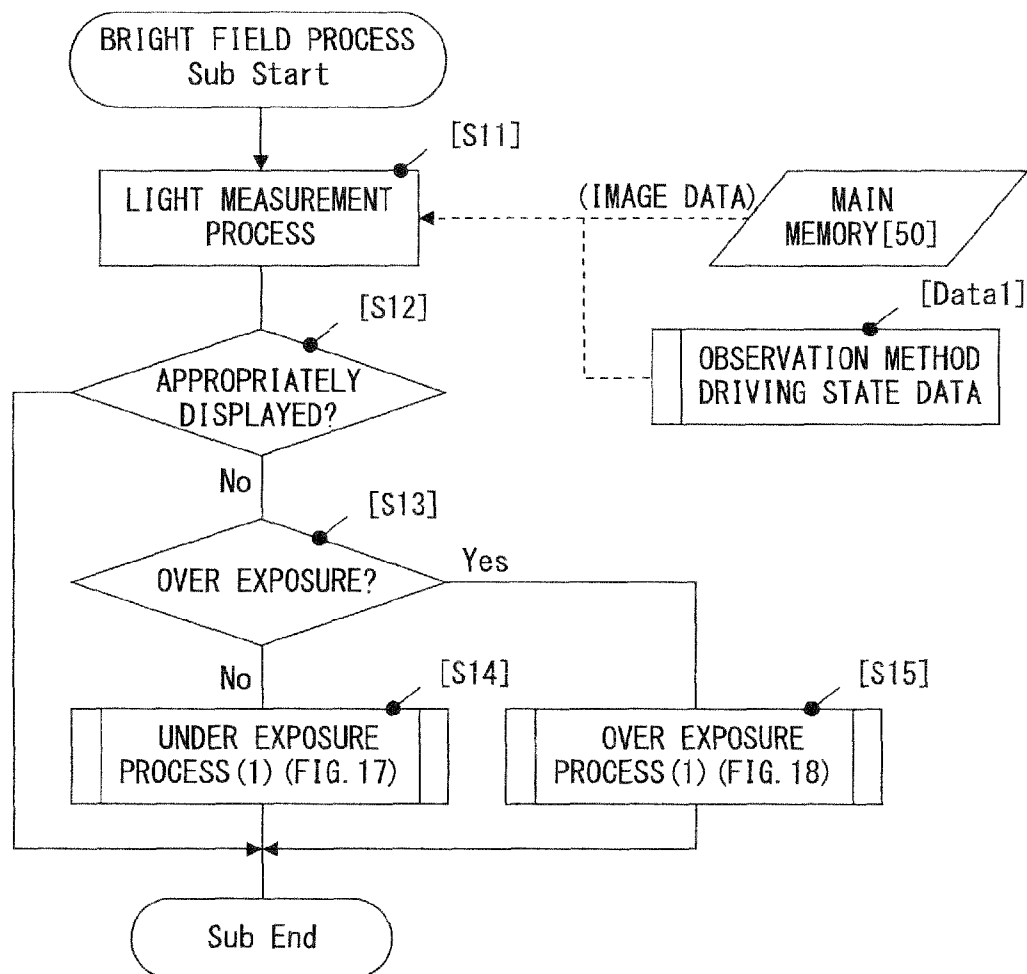 BRIGHT FIELD PROCESS
Sub Start
[S11]
LIGHT MEASUREMENT
PROCESS
(IMAGE DATA)
MAIN
MEMORY[50]
[S12]
[Data1]
APPROPRIATELY
DISPLAYED?
OBSERVATION METHOD
DRIVING STATE DATA
No
[S13]
OVER EXPOSURE?
Yes
No
[S14]
[S15]
UNDER EXPOSURE
PROCESS(1)(FIG.17)
OVER EXPOSURE
PROCESS(1)(FIG.18)
Sub End